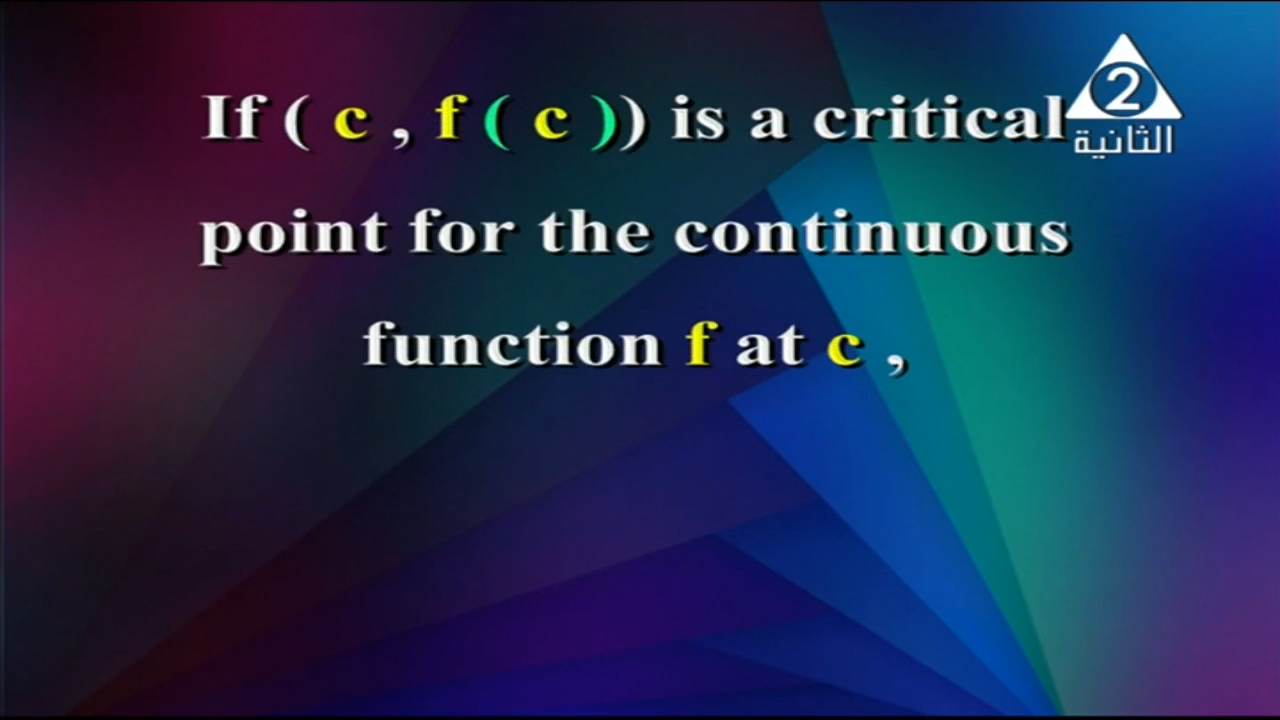 If ( c , f ( c )) is a critical
point for the continuous
function f at c ,
2
الثانية